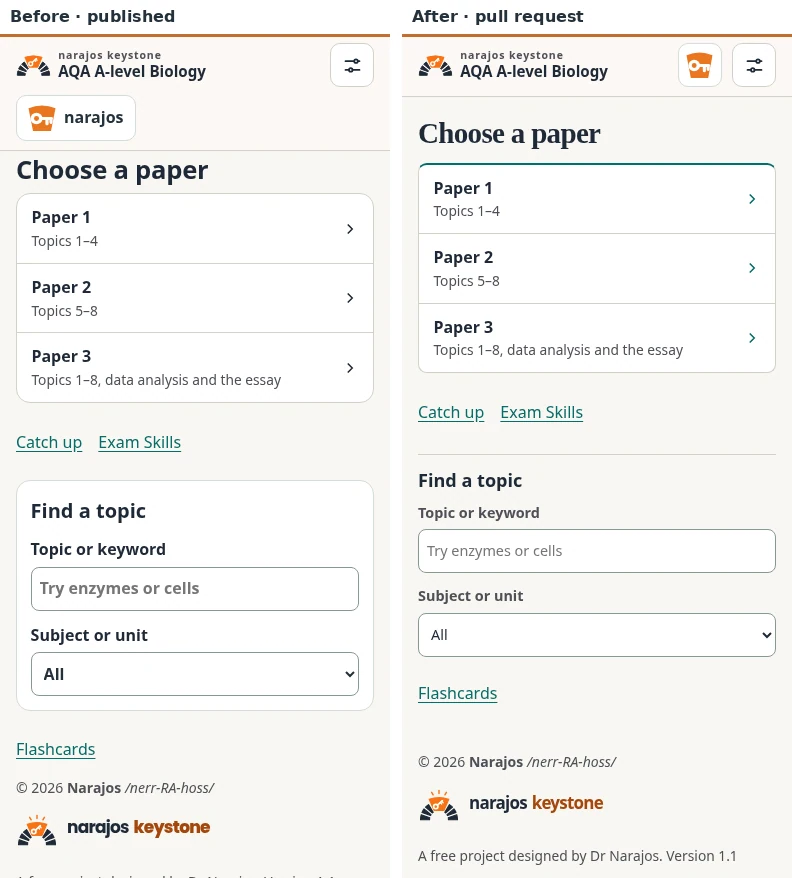 Before · published
narajos keystone
AQA A-level Biology
narajos
Choose a paper
Paper 1
Topics 1–4
Paper 2
Topics 5–8
Paper 3
Topics 1–8, data analysis and the essay
Catch up Exam Skills
Find a topic
Topic or keyword
Try enzymes or cells
Subject or unit
All
Flashcards
© 2026 Narajos /nerr-RA-hoss/
narajos keystone
After · pull request
narajos keystone
AQA A-level Biology
Choose a paper
Paper 1
Topics 1–4
Paper 2
Topics 5–8
Paper 3
Topics 1–8, data analysis and the essay
Catch up Exam Skills
Find a topic
Topic or keyword
Try enzymes or cells
Subject or unit
All
Flashcards
© 2026 Narajos /nerr-RA-hoss/
narajos keystone
A free project designed by Dr Narajos. Version 1.1